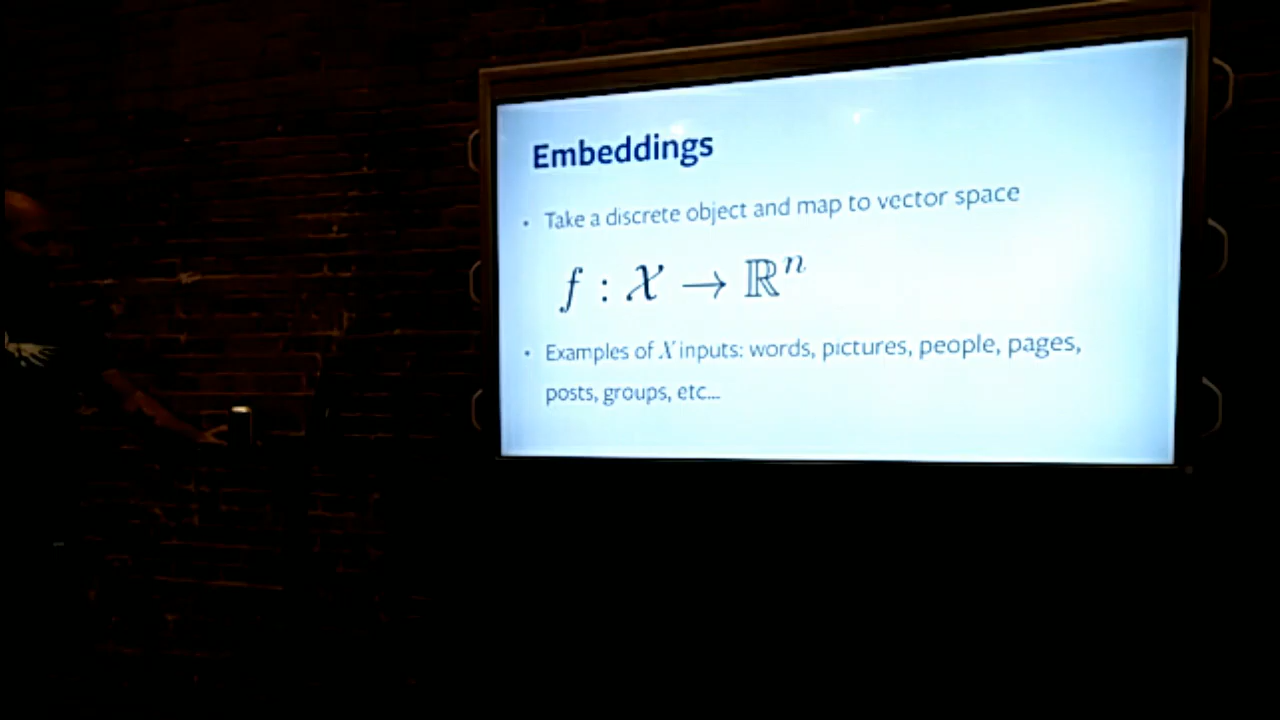 Embeddings
• Take a discrete object and map to vector space
f : 𝒳 → ℝⁿ
• Examples of 𝒳 inputs: words, pictures, people, pages,
posts, groups, etc...